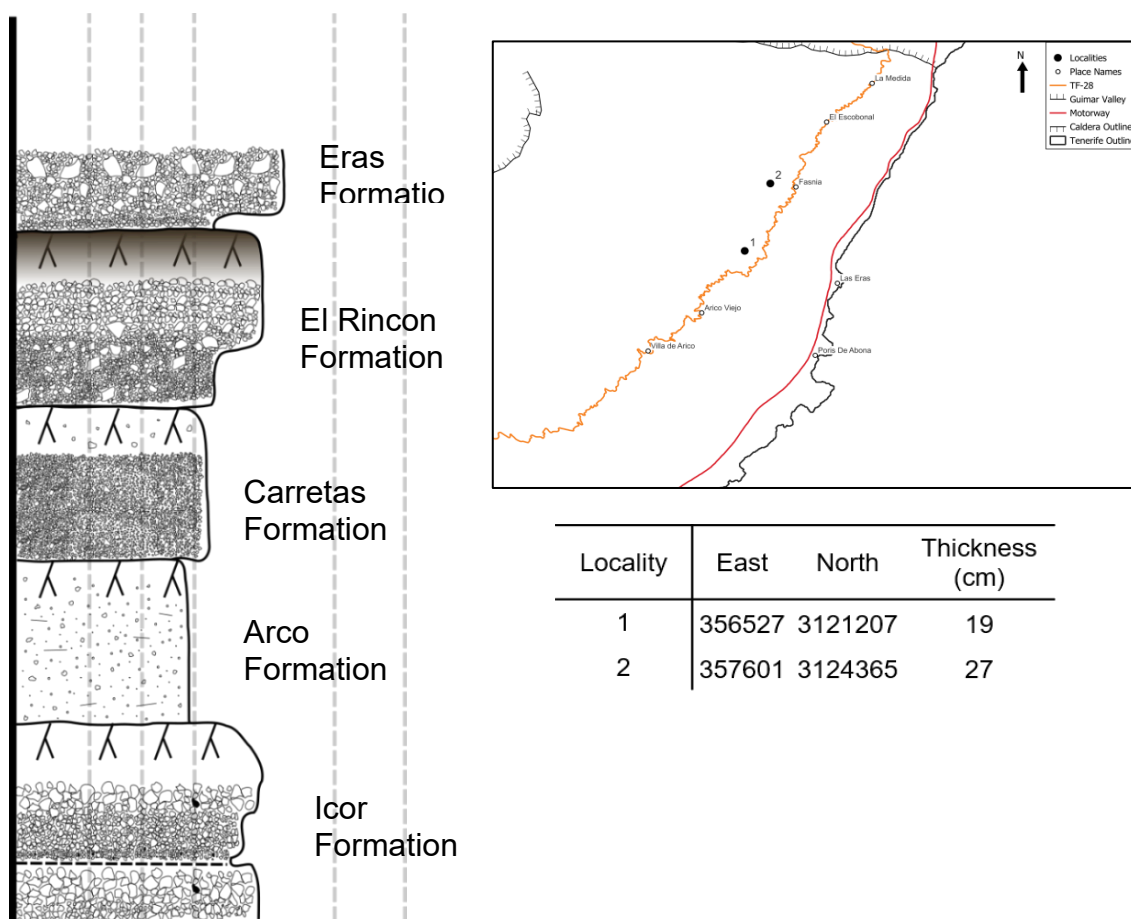 Eras
Formatio
El Rincon
Formation
Carretas
Formation
Arco
Formation
Icor
Formation
N
La Medida
El Escobonal
2
Fasnia
1
Las Eras
Arico Viejo
Villa de Arico
Poris De Abona
Localities
Place Names
TF-28
Guimar Valley
Motorway
Caldera Outline
Tenerife Outline
Locality East North Thickness
(cm)
1 356527 3121207 19
2 357601 3124365 27